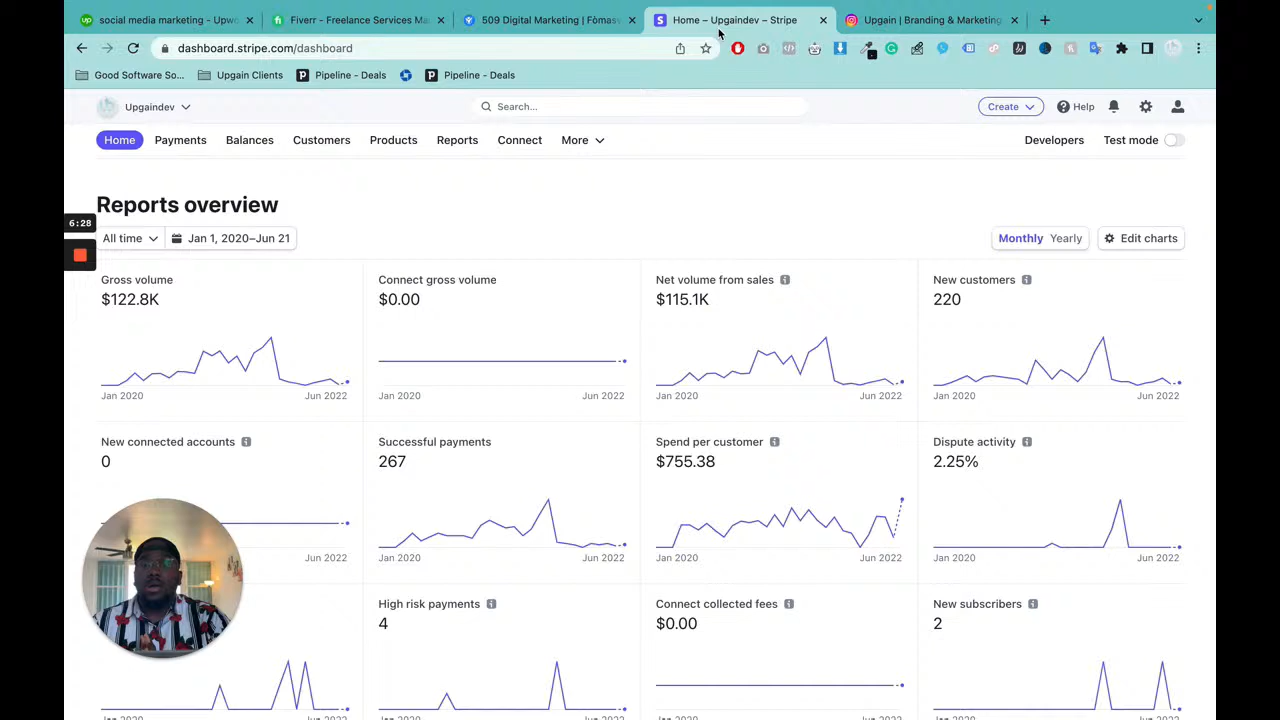 social media marketing - Upwo
Fiverr - Freelance Services Ma
509 Digital Marketing | Fòmasy
Home – Upgaindev – Stripe
Upgain | Branding & Marketing
dashboard.stripe.com/dashboard
Good Software So...
Upgain Clients
Pipeline - Deals
Pipeline - Deals
Upgaindev
Search...
Create
Help
Home
Payments
Balances
Customers
Products
Reports
Connect
More
Developers
Test mode
Reports overview
6:28
All time
Jan 1, 2020–Jun 21
Monthly
Yearly
Edit charts
Gross volume
$122.8K
Jan 2020
Jun 2022
Connect gross volume
$0.00
Jan 2020
Jun 2022
Net volume from sales
$115.1K
Jan 2020
Jun 2022
New customers
220
Jan 2020
Jun 2022
New connected accounts
0
Jun 2022
Successful payments
267
Jan 2020
Jun 2022
Spend per customer
$755.38
Jan 2020
Jun 2022
Dispute activity
2.25%
Jan 2020
Jun 2022
High risk payments
4
Connect collected fees
$0.00
New subscribers
2